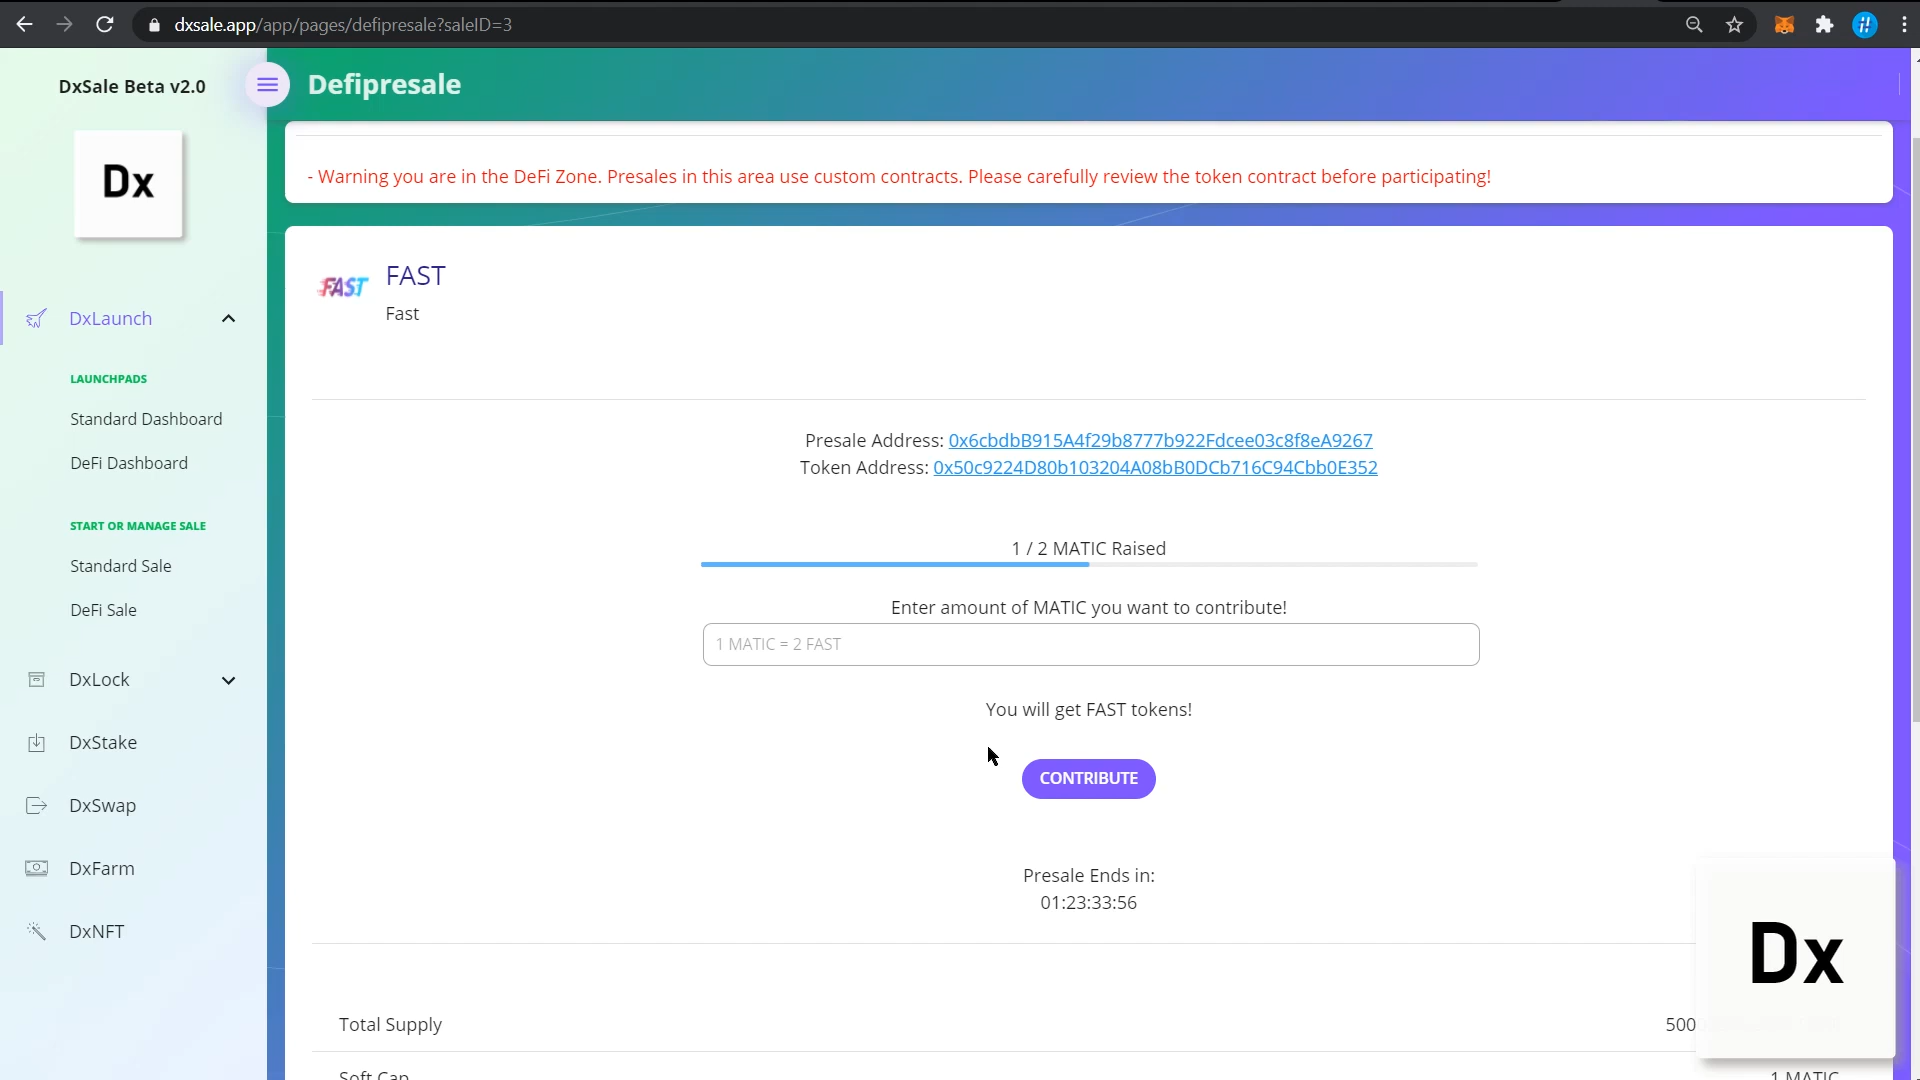 dxsale.app/app/pages/defipresale?saleID=3
DxSale Beta v2.0
Defipresale
Dx
- Warning you are in the DeFi Zone. Presales in this area use custom contracts. Please carefully review the token contract before participating!
FAST
FAST
Fast
DxLaunch
LAUNCHPADS
Standard Dashboard
DeFi Dashboard
START OR MANAGE SALE
Standard Sale
DeFi Sale
DxLock
DxStake
DxSwap
DxFarm
DxNFT
Presale Address: 0x6cbdbB915A4f29b8777b922Fdcee03c8f8eA9267
Token Address: 0x50c9224D80b103204A08bB0DCb716C94Cbb0E352
1 / 2 MATIC Raised
Enter amount of MATIC you want to contribute!
1 MATIC = 2 FAST
You will get FAST tokens!
CONTRIBUTE
Presale Ends in:
01:23:33:56
Total Supply
500
Soft Cap
1 MATIC
Dx